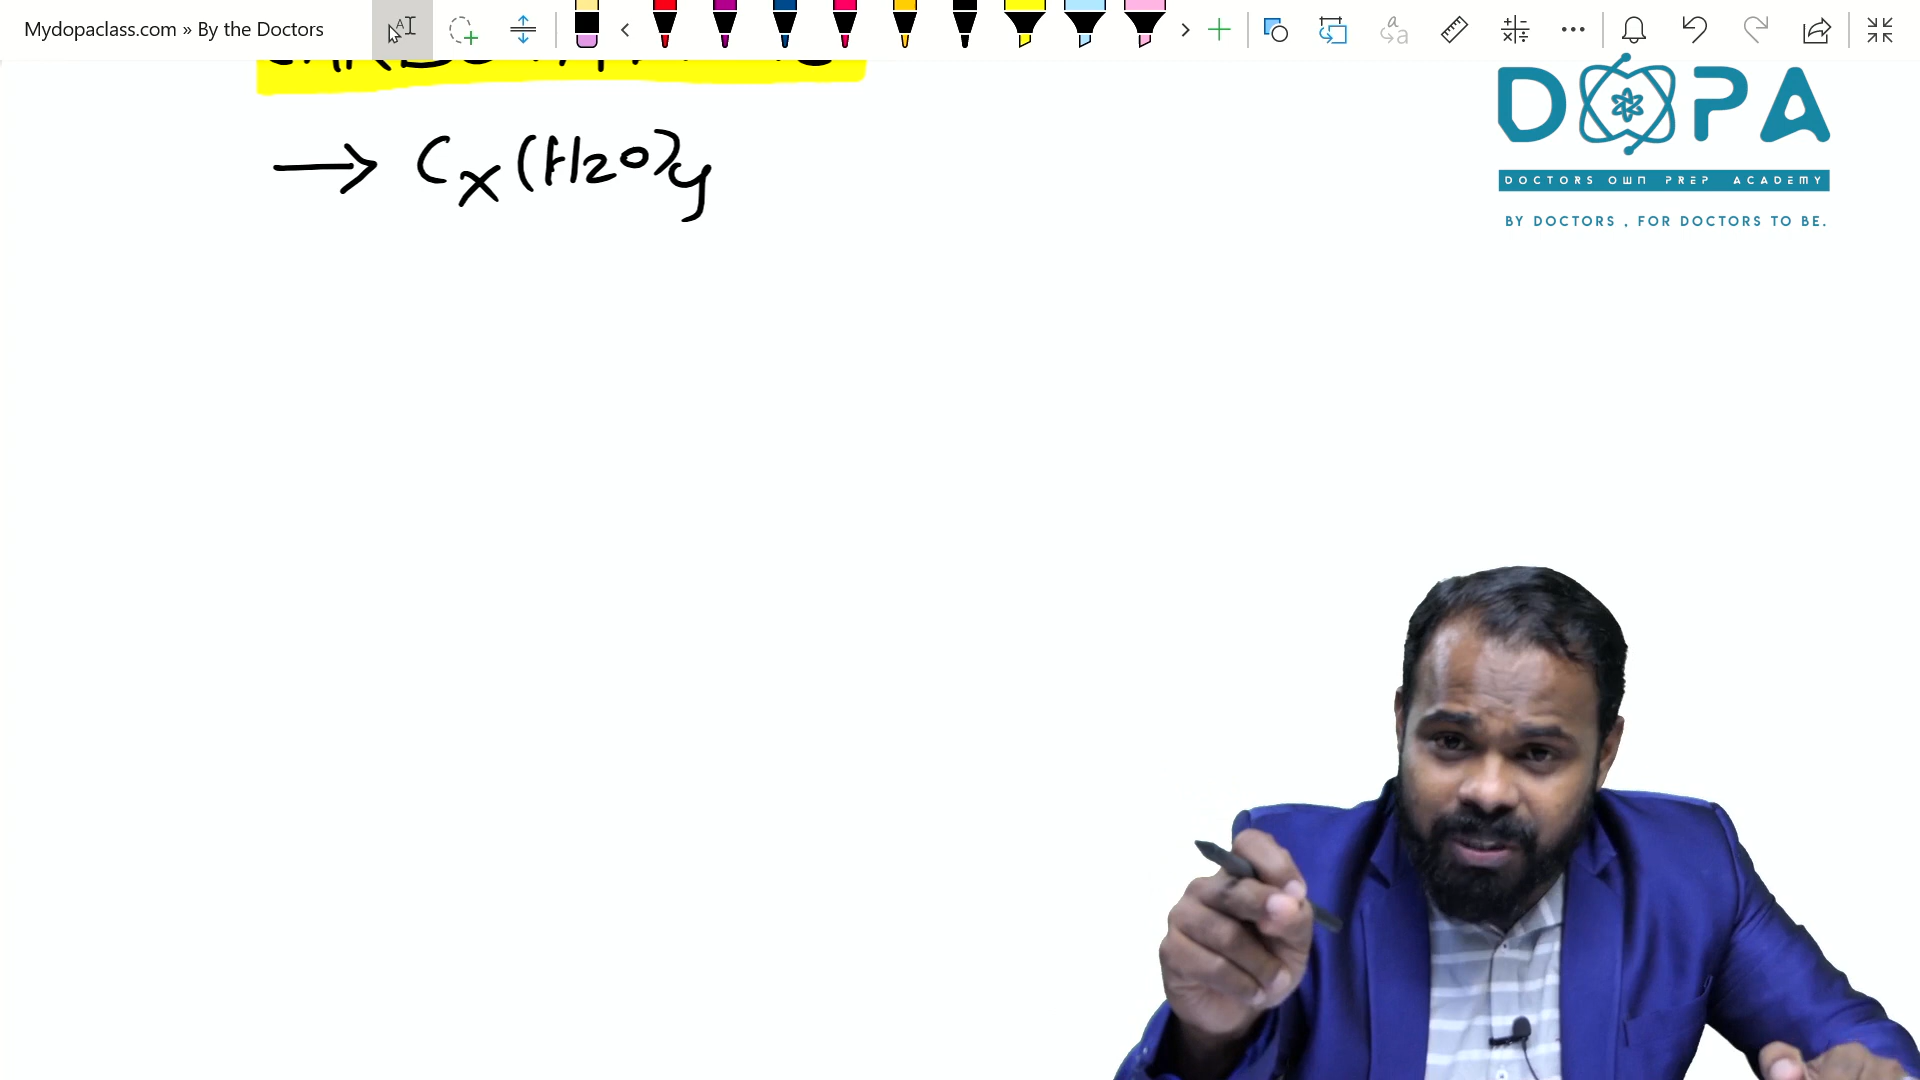 Mydopaclass.com » By the Doctors
→ Cx(H2O)y
DOPA
DOCTORS OWN PREP ACADEMY
BY DOCTORS , FOR DOCTORS TO BE.